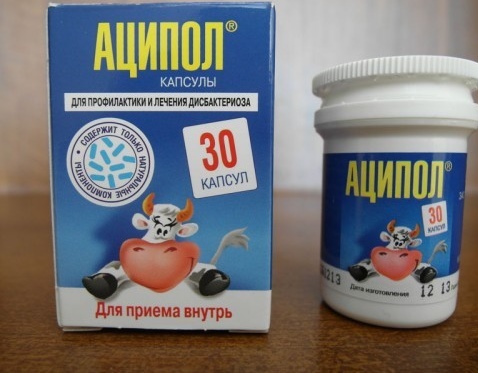 АЦИПОЛ®
КАПСУЛЫ
ДЛЯ ПРОФИЛАКТИКИ И ЛЕЧЕНИЯ ДИСБАКТЕРИОЗА
• СОДЕРЖИТ ТОЛЬКО НАТУРАЛЬНЫЕ КОМПОНЕНТЫ
30
КАПСУЛ
Для приема внутрь
АЦИПОЛ®
30
КАПСУЛ
1213
Дата изготовления
12 13